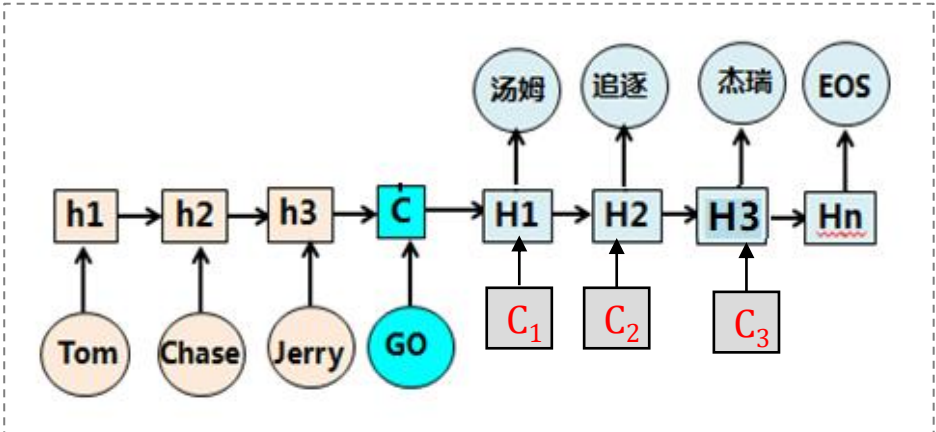 汤姆 追逐 杰瑞 EOS
h1 h2 h3 C H1 H2 H3 Hn
Tom Chase Jerry GO C₁ C₂ C₃